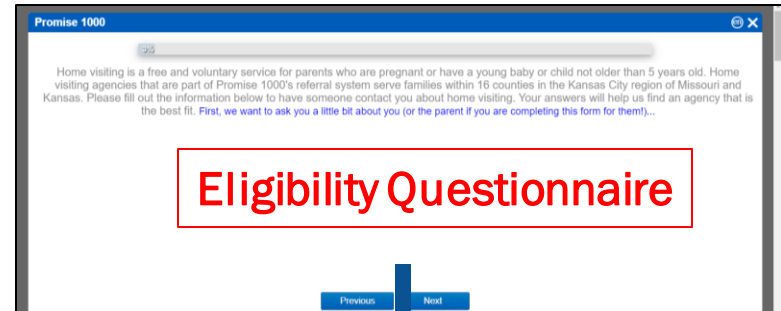 Promise 1000
Home visiting is a free and voluntary service for parents who are pregnant or have a young baby or child not older than 5 years old. Home
visiting agencies that are part of Promise 1000's referral system serve families within 16 counties in the Kansas City region of Missouri and
Kansas. Please fill out the information below to have someone contact you about home visiting. Your answers will help us find an agency that is
the best fit. First, we want to ask you a little bit about you (or the parent if you are completing this form for them!)...
Eligibility Questionnaire
Previous Next